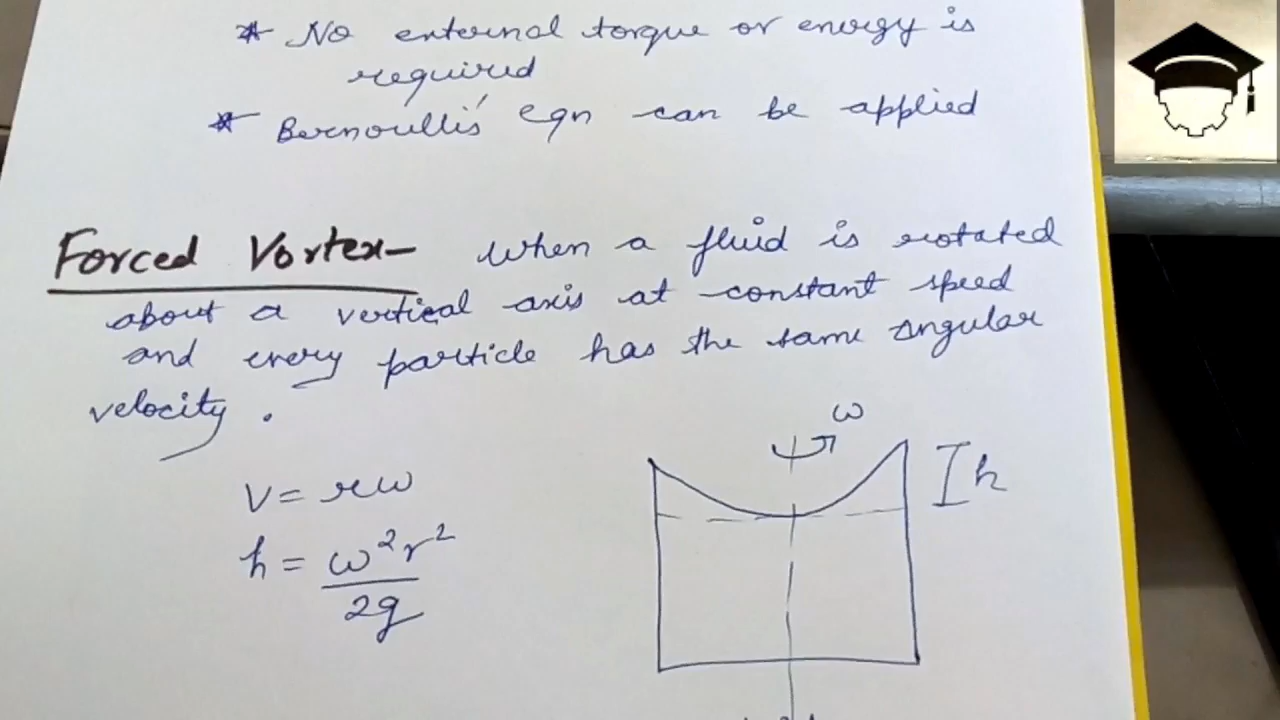 * No external torque or energy is
required
* Bernoulli's eqn can be applied
Forced Vortex- When a fluid is rotated
about a vertical axis at constant speed
and every particle has the same angular
velocity.
V = rω
h = ω²r²
2g
ω
h